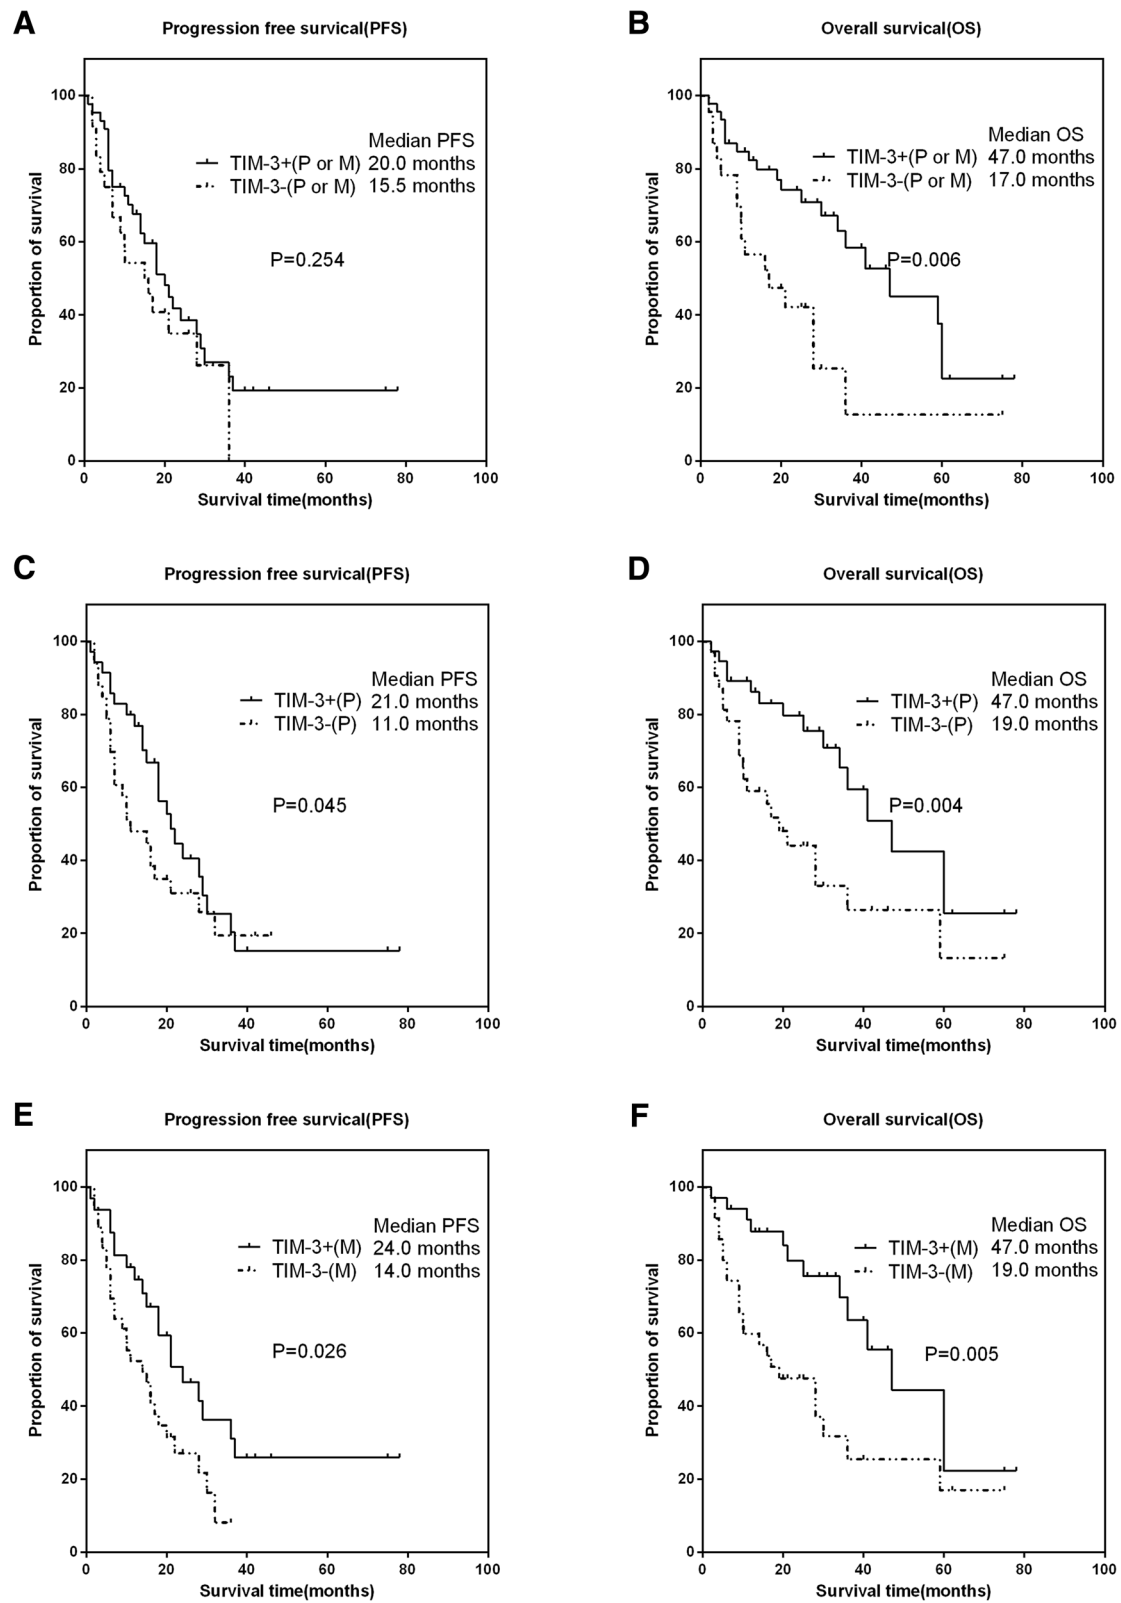 A
Progression free survical(PFS)
Proportion of survival
100
80
60
40
20
0
Median PFS
TIM-3+(P or M) 20.0 months
TIM-3-(P or M) 15.5 months
P=0.254
0 20 40 60 80 100
Survival time(months)
B
Overall survical(OS)
Proportion of survival
100
80
60
40
20
0
Median OS
TIM-3+(P or M) 47.0 months
TIM-3-(P or M) 17.0 months
P=0.006
0 20 40 60 80 100
Survival time(months)
C
Progression free survical(PFS)
Proportion of survival
100
80
60
40
20
0
Median PFS
TIM-3+(P) 21.0 months
TIM-3-(P) 11.0 months
P=0.045
0 20 40 60 80 100
Survival time(months)
D
Overall survical(OS)
Proportion of survival
100
80
60
40
20
0
Median OS
TIM-3+(P) 47.0 months
TIM-3-(P) 19.0 months
P=0.004
0 20 40 60 80 100
Survival time(months)
E
Progression free survical(PFS)
Proportion of survival
100
80
60
40
20
0
Median PFS
TIM-3+(M) 24.0 months
TIM-3-(M) 14.0 months
P=0.026
0 20 40 60 80 100
Survival time(months)
F
Overall survical(OS)
Proportion of survival
100
80
60
40
20
0
Median OS
TIM-3+(M) 47.0 months
TIM-3-(M) 19.0 months
P=0.005
0 20 40 60 80 100
Survival time(months)